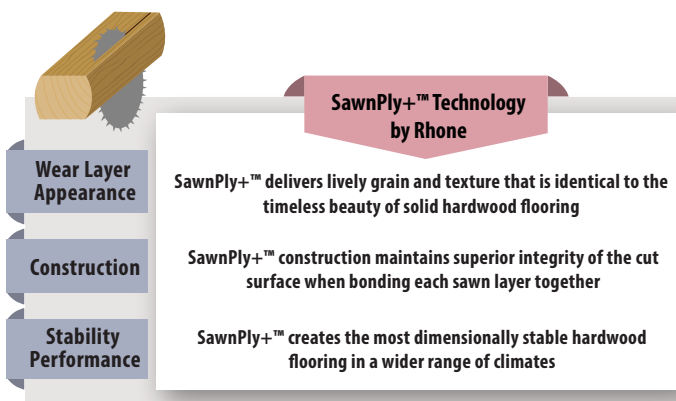 SawnPly+™ Technology
by Rhone
Wear Layer
Appearance
SawnPly+™ delivers lively grain and texture that is identical to the
timeless beauty of solid hardwood flooring
Construction
SawnPly+™ construction maintains superior integrity of the cut
surface when bonding each sawn layer together
Stability
Performance
SawnPly+™ creates the most dimensionally stable hardwood
flooring in a wider range of climates